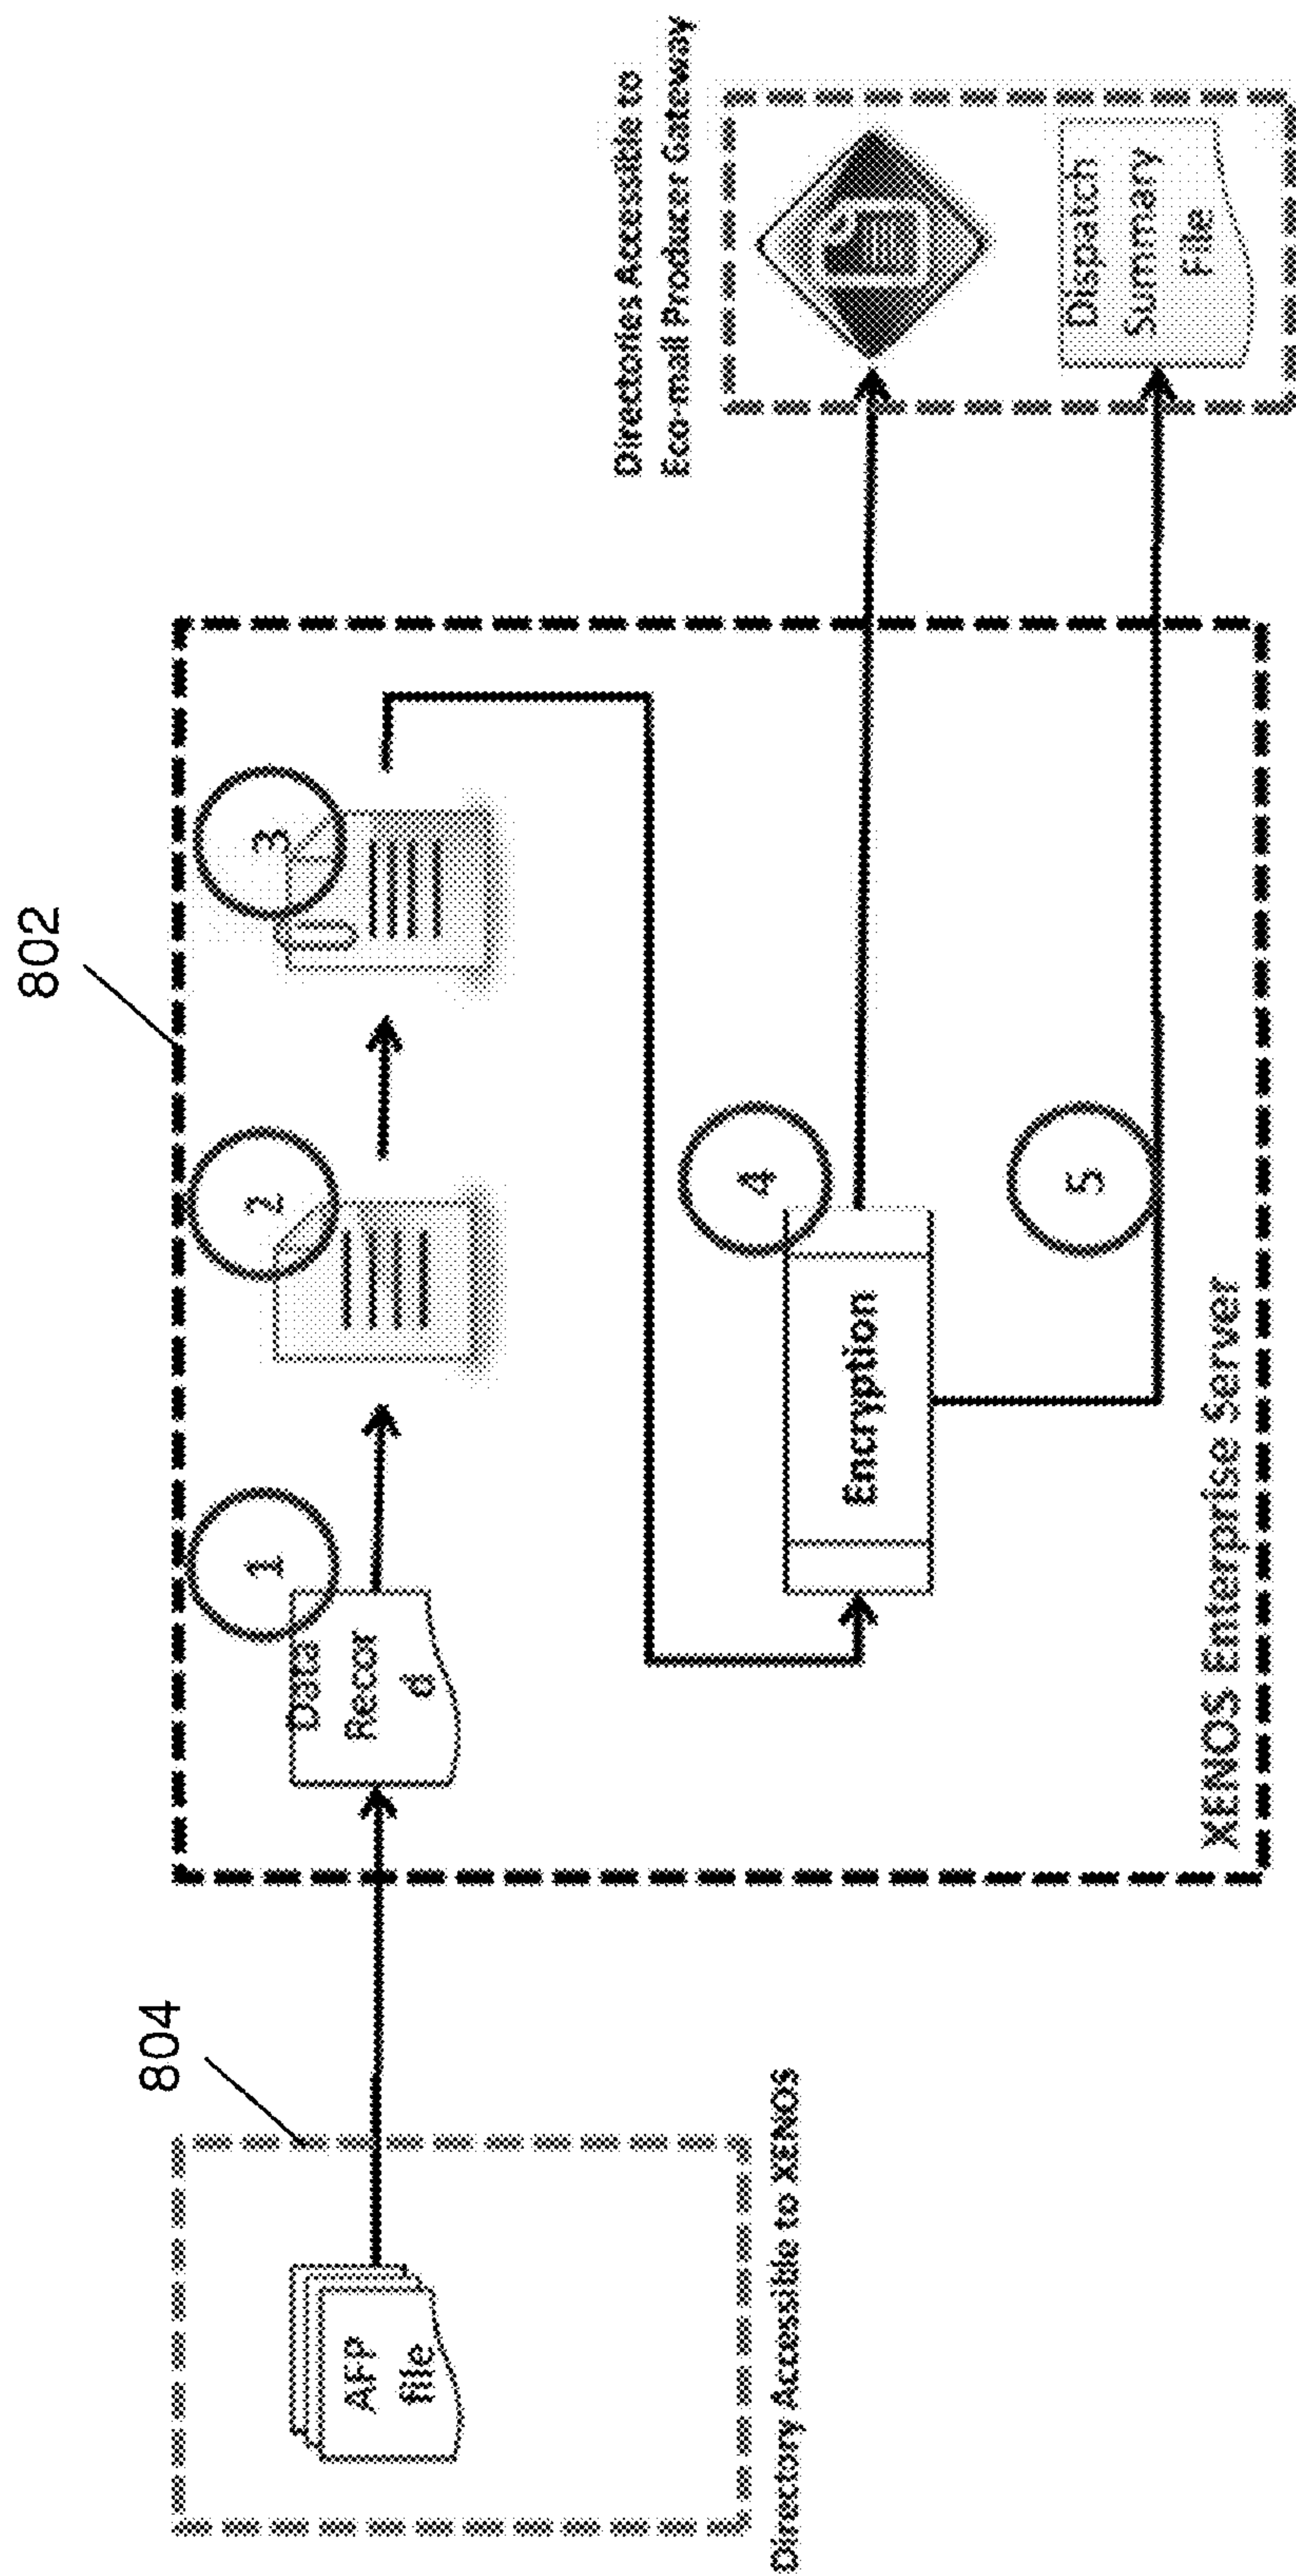 802
804
AFP
file
Directory Accessible to XENOS
1
Data
Recor
d
2
3
4
Encryption
5
XENOS Enterprise Server
Directories Accessible to
Eco-mail Producer Gateway
Dispatch
Summary
File